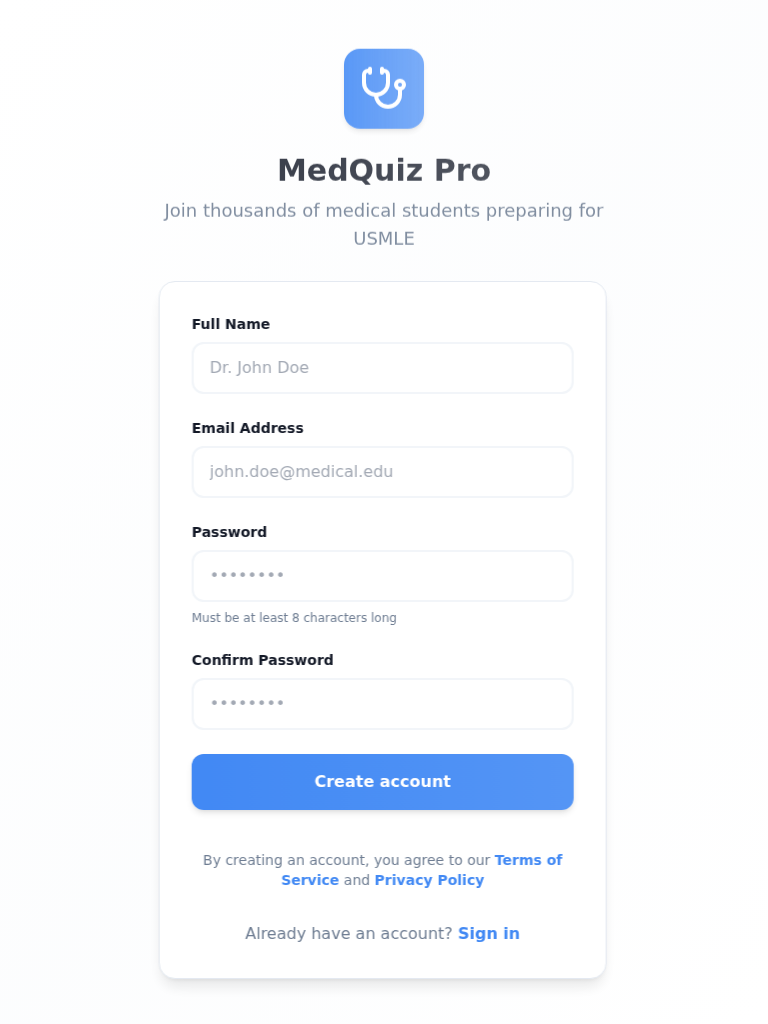 MedQuiz Pro
Join thousands of medical students preparing for
USMLE
Full Name
Dr. John Doe
Email Address
john.doe@medical.edu
Password
••••••••
Must be at least 8 characters long
Confirm Password
••••••••
Create account
By creating an account, you agree to our Terms of
Service and Privacy Policy
Already have an account? Sign in